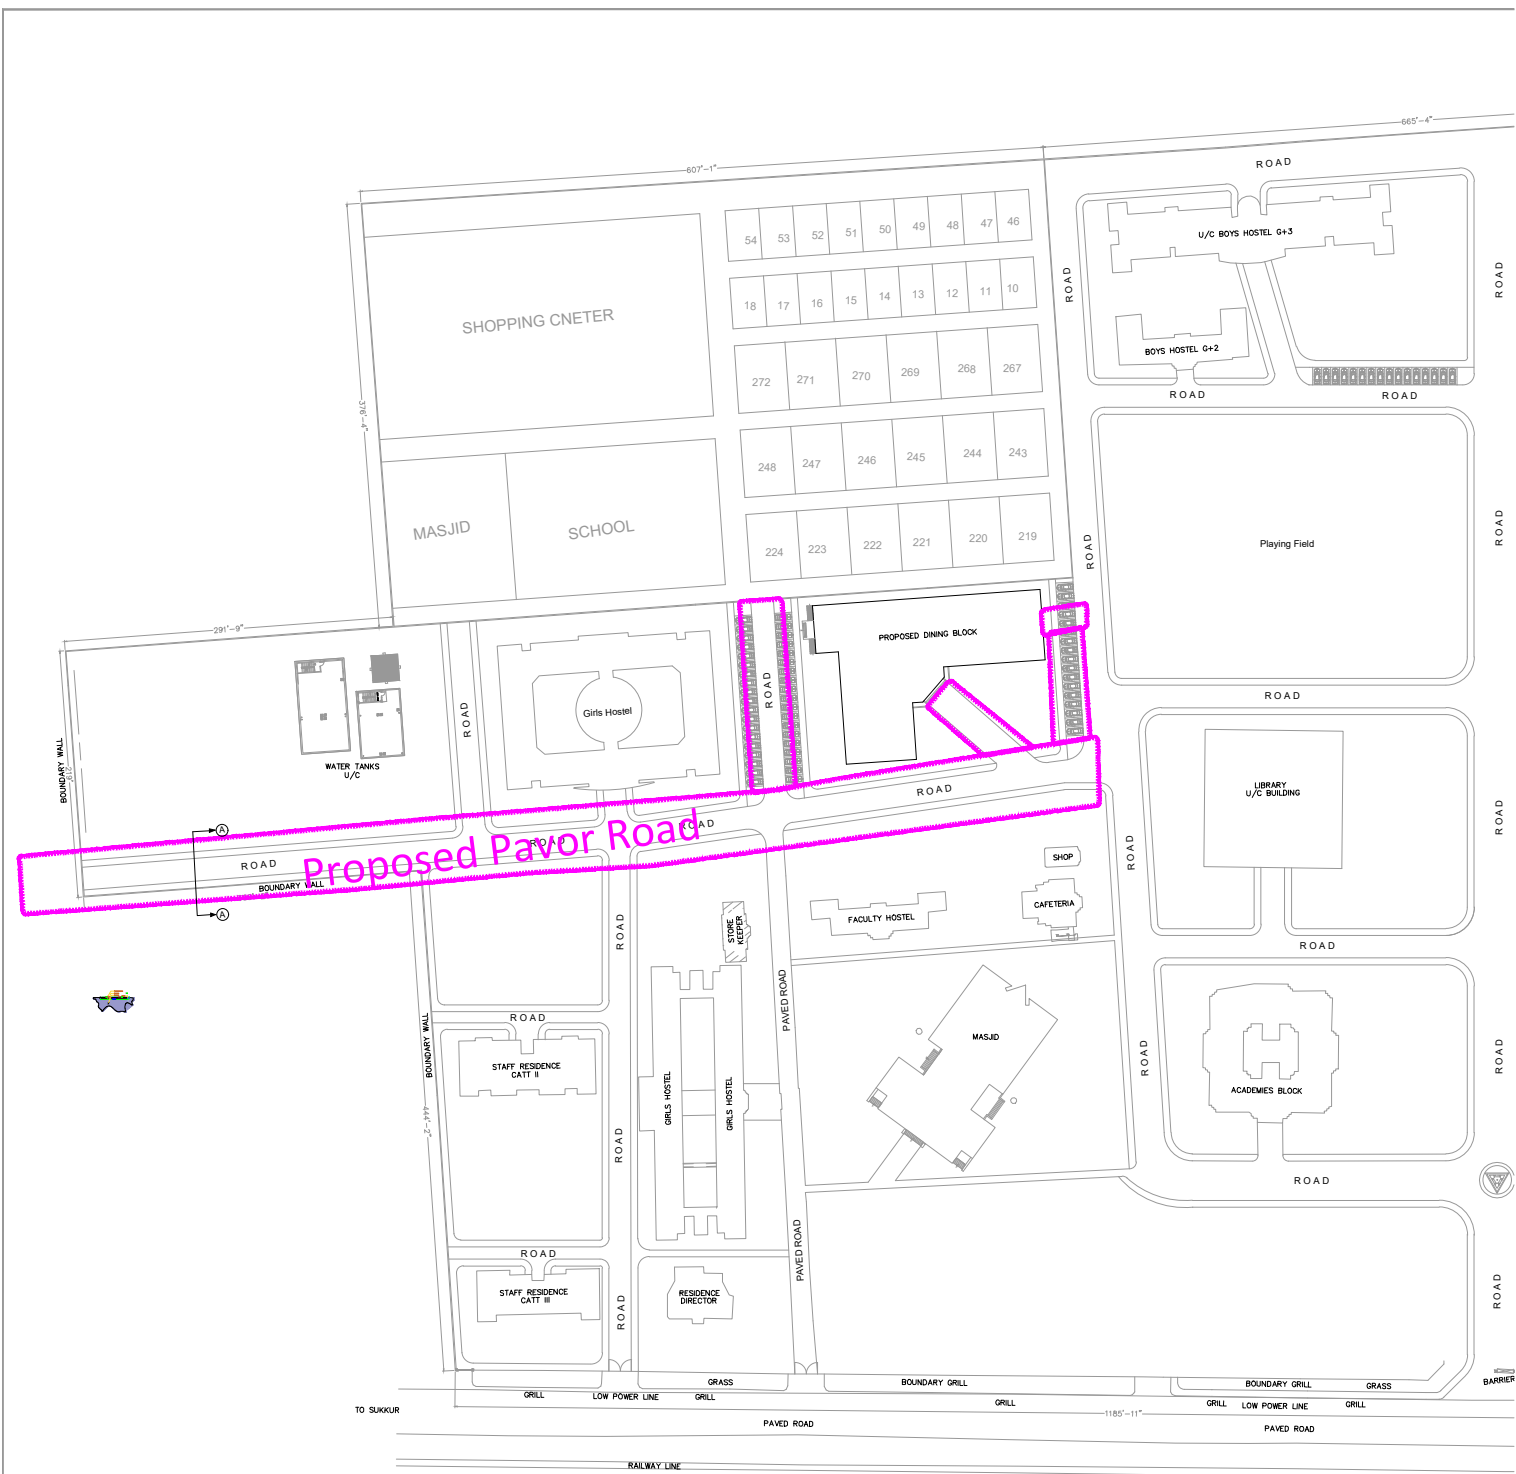 665'-4"
607'-1"
ROAD
U/C BOYS HOSTEL G+3
54 53 52 51 50 49 48 47 46
18 17 16 15 14 13 12 11 10
ROAD
ROAD
SHOPPING CNETER
BOYS HOSTEL G+2
272 271 270 269 268 267
ROAD
ROAD
376'-4"
248 247 246 245 244 243
MASJID
SCHOOL
224 223 222 221 220 219
ROAD
Playing Field
ROAD
291'-9"
PROPOSED DINING BLOCK
ROAD
ROAD
ROAD
Girls Hostel
BOUNDARY WALL
219'
WATER TANKS
U/C
LIBRARY
U/C BUILDING
ROAD
ROAD
ROAD
ROAD
ROAD
A
Proposed Pavor Road
ROAD
BOUNDARY WALL
A
ROAD
SHOP
CAFETERIA
FACULTY HOSTEL
STORE
KEEPER
ROAD
ROAD
PAVED ROAD
ROAD
BOUNDARY WALL
MASJID
ROAD
ROAD
STAFF RESIDENCE
CATT II
GIRLS HOSTEL
GIRLS HOSTEL
ACADEMIES BLOCK
444'-2"
ROAD
ROAD
ROAD
PAVED ROAD
STAFF RESIDENCE
CATT III
RESIDENCE
DIRECTOR
ROAD
ROAD
GRASS
BOUNDARY GRILL
BOUNDARY GRILL
GRASS
BARRIER
GRILL
LOW POWER LINE
GRILL
GRILL
GRILL
LOW POWER LINE
GRILL
TO SUKKUR
1185'-11"
PAVED ROAD
PAVED ROAD
RAILWAY LINE